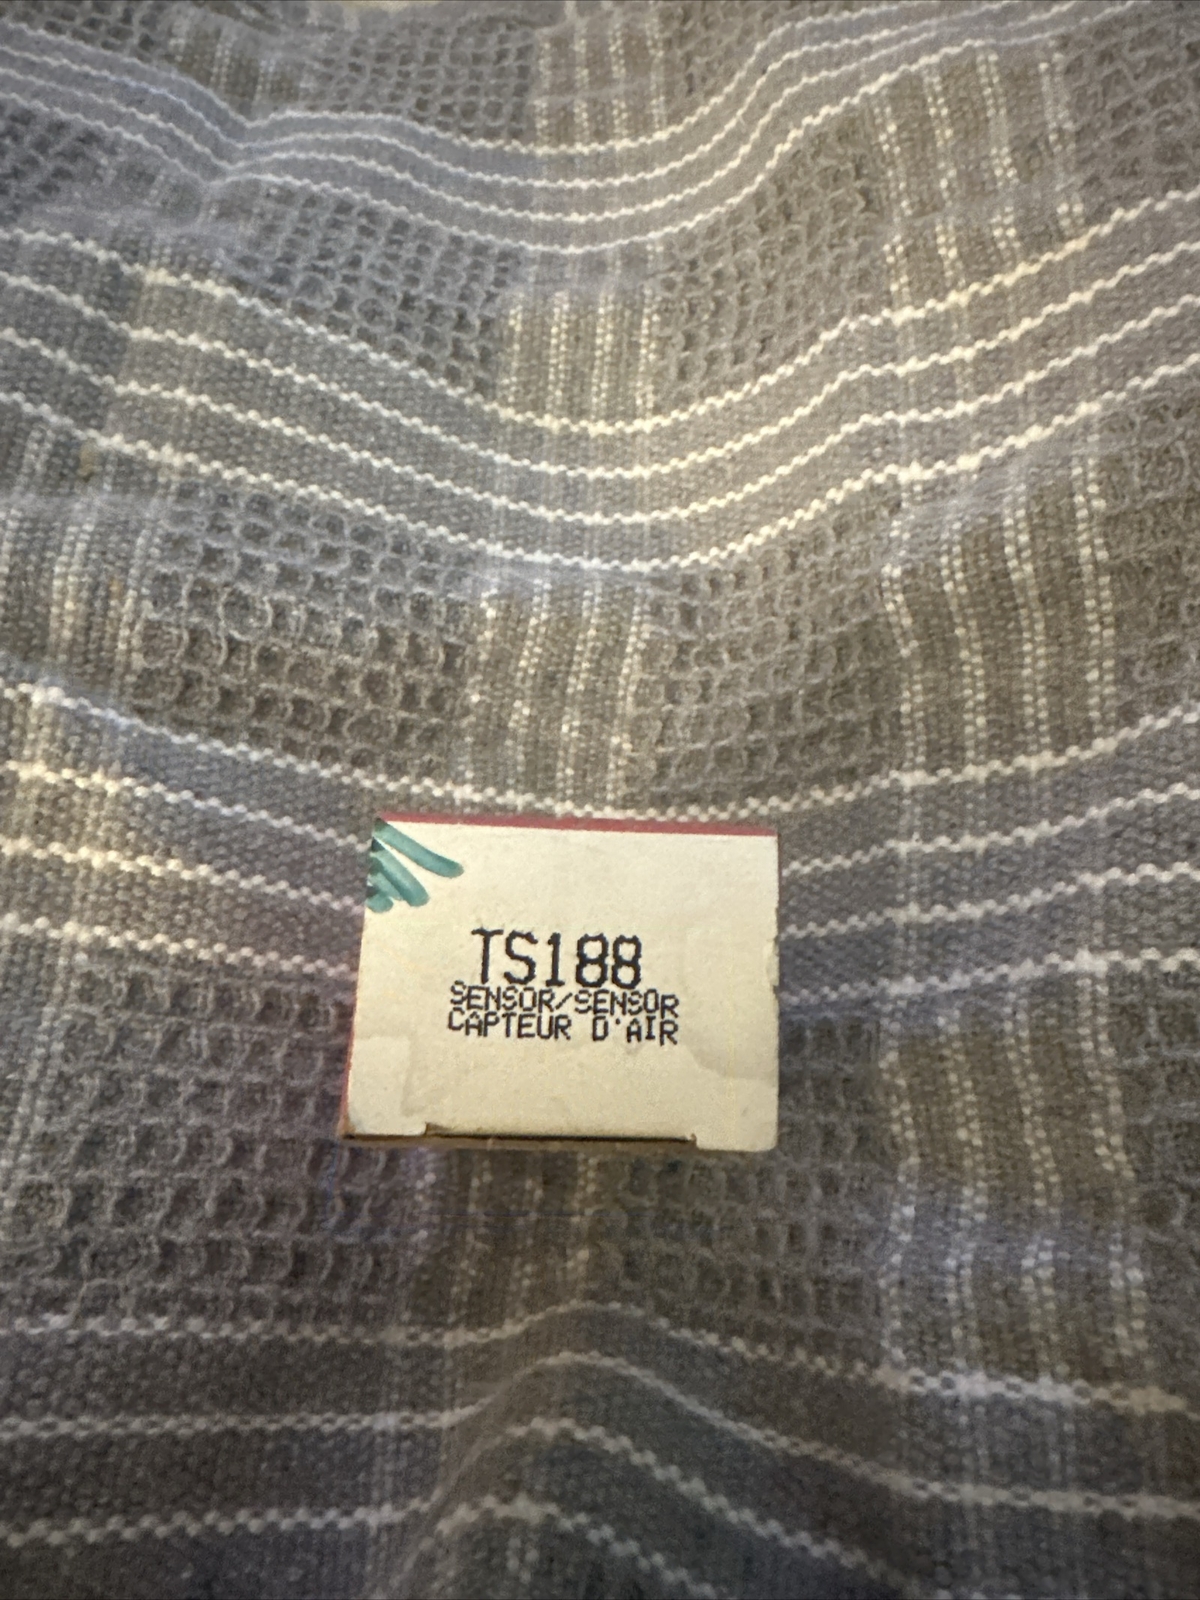 TS188
SENSOR/SENSOR
CAPTEUR D'AIR